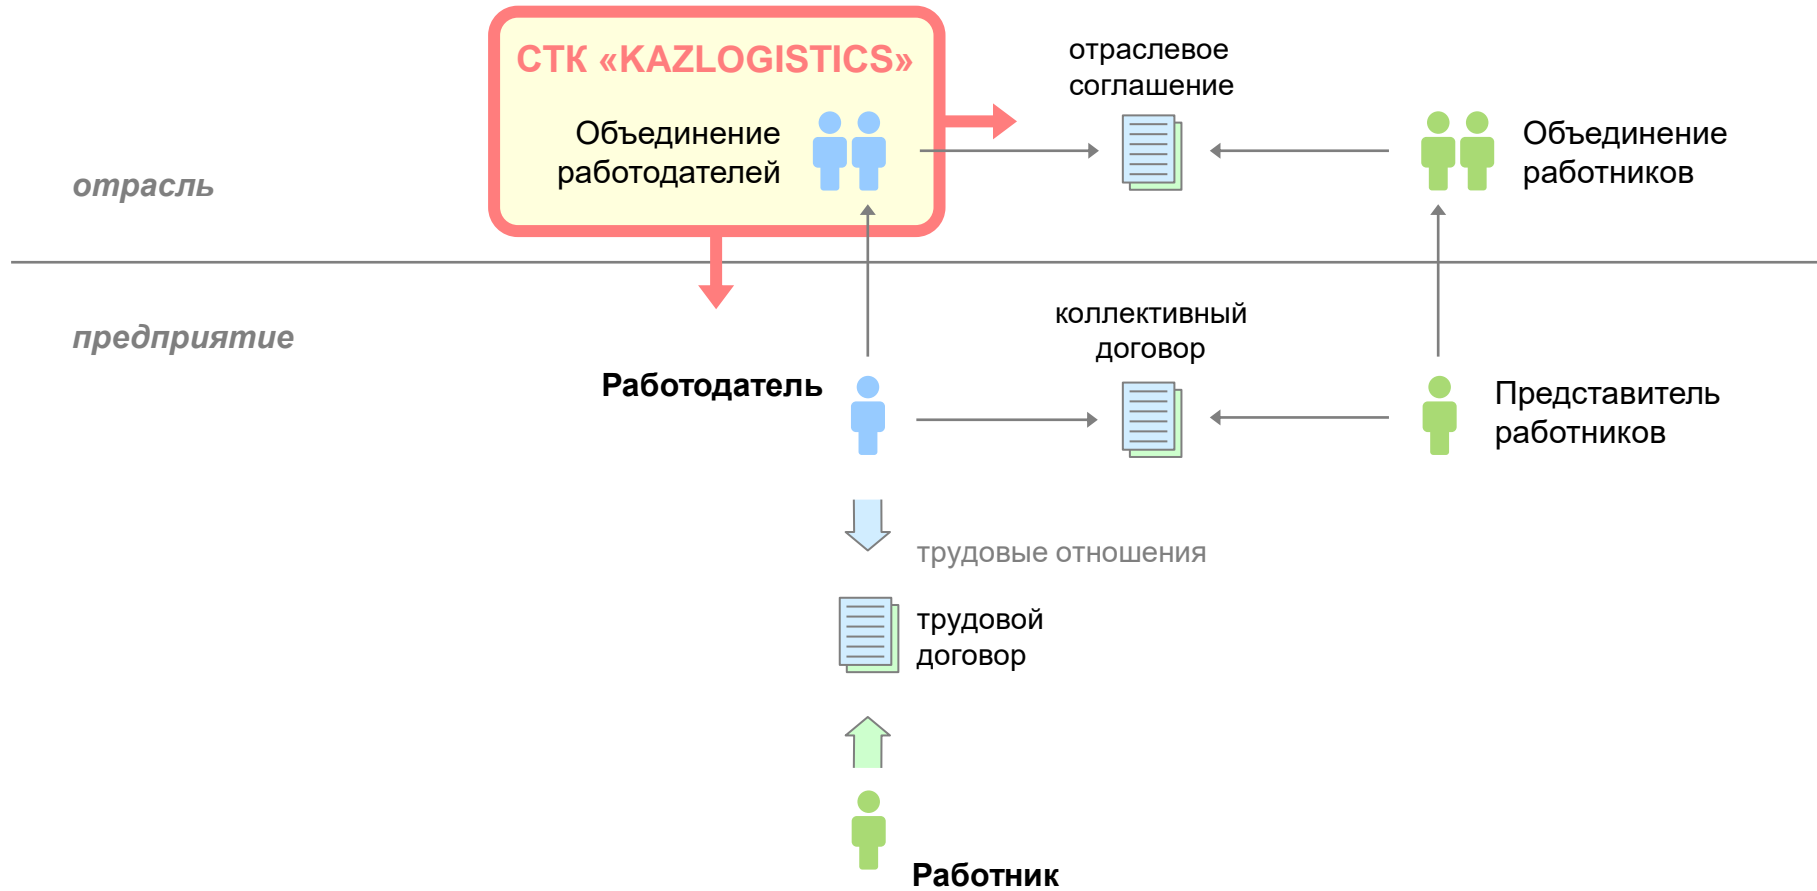 СТК «KAZLOGISTICS»
отраслевое
соглашение
Объединение
работодателей
Объединение
работников
отрасль
предприятие
коллективный
договор
Работодатель
Представитель
работников
трудовые отношения
трудовой
договор
Работник